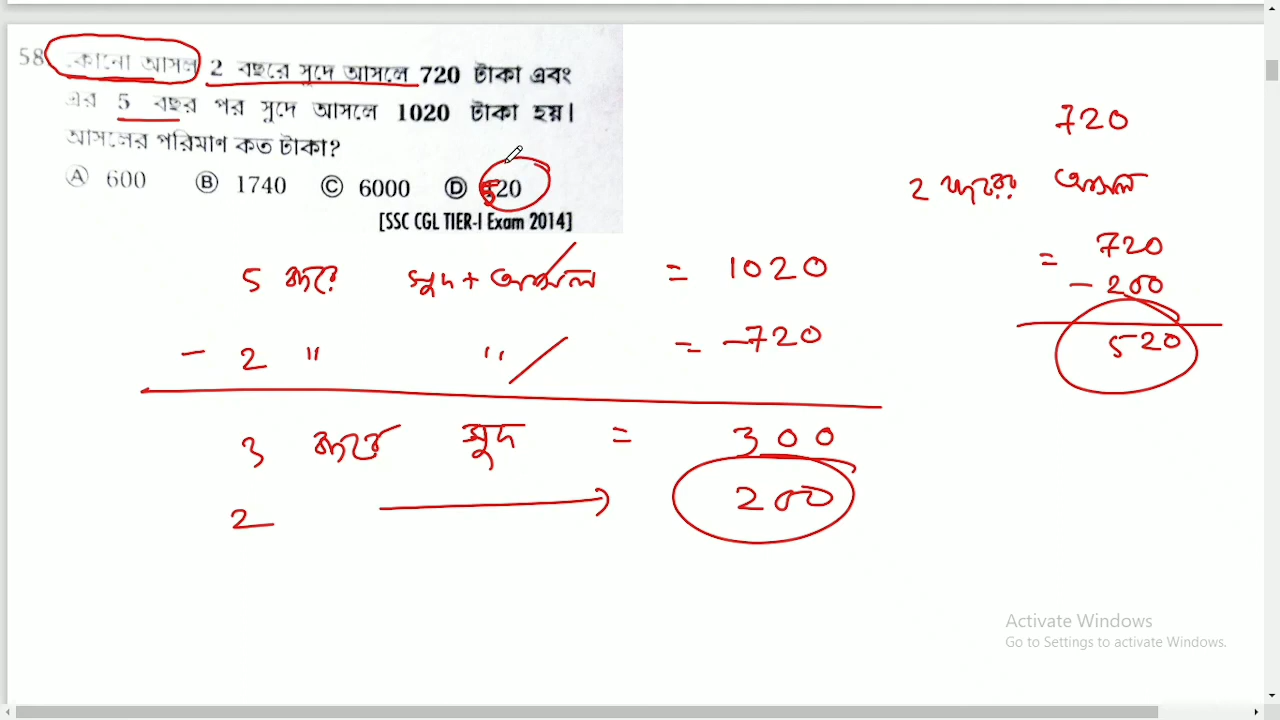 58 কোনো আসল 2 বছরে সুদে আসলে 720 টাকা এবং
এর 5 বছর পর সুদে আসলে 1020 টাকা হয়।
আসলের পরিমাণ কত টাকা?
Ⓐ 600 Ⓑ 1740 Ⓒ 6000 Ⓓ 520
[SSC CGL TIER-I Exam 2014]
5 বছরে সুদ + আসল = 1020
- 2 " " = -720
3 বছরে সুদ = 300
2 → 200
720
2 বছরের আসল
= 720
- 200
520
Activate Windows
Go to Settings to activate Windows.